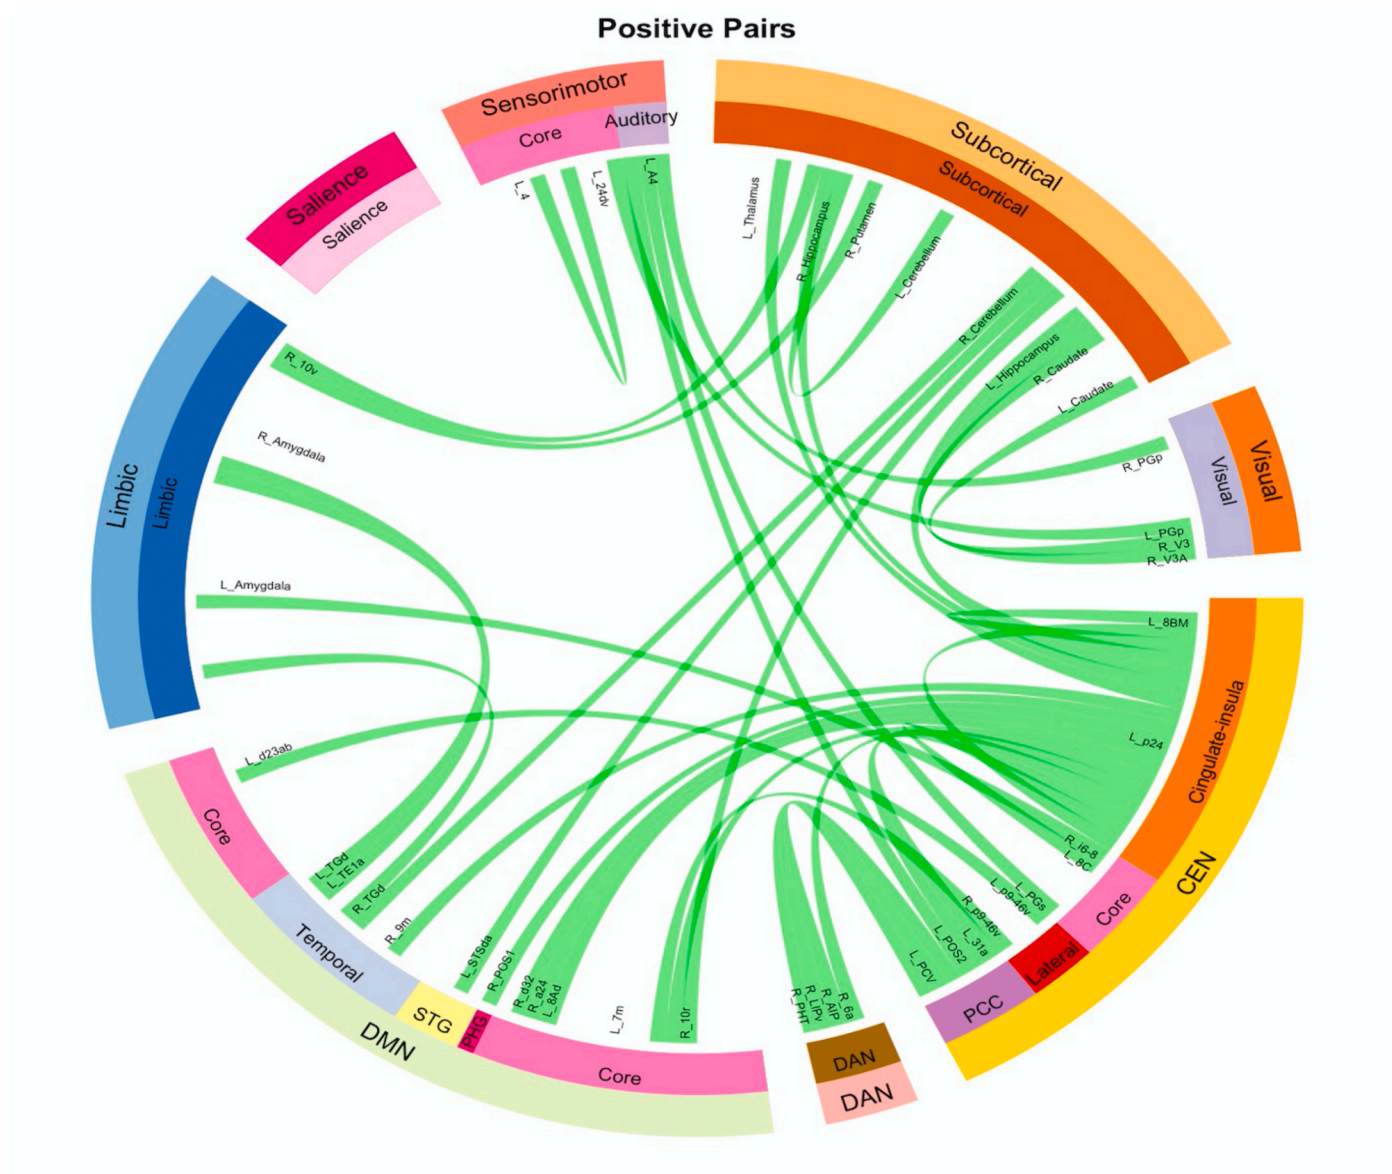 Positive Pairs
Sensorimotor
Core
Auditory
L_4
L_24dv
L_A4
Subcortical
Subcortical
L_Thalamus
R_Hippocampus
R_Putamen
L_Cerebellum
R_Cerebellum
L_Hippocampus
R_Caudate
L_Caudate
Visual
Visual
R_PGp
L_PGp
R_V3
R_V3A
CEN
Cingulate-insula
L_8BM
L_p24
R_i6-8
L_8C
Core
L_PGs
L_p9-46v
Lateral
R_p9-46v
L_31a
L_POS2
L_PCV
PCC
DAN
DAN
R_6a
R_AIP
R_LIPv
R_PHT
DMN
Core
R_10r
L_7m
L_8Ad
R_a24
R_d32
PHG
R_POS1
STG
L_STSda
Temporal
R_9m
R_TGd
L_TE1a
L_TGd
Core
L_d23ab
Limbic
Limbic
L_Amygdala
R_Amygdala
R_10v
Salience
Salience